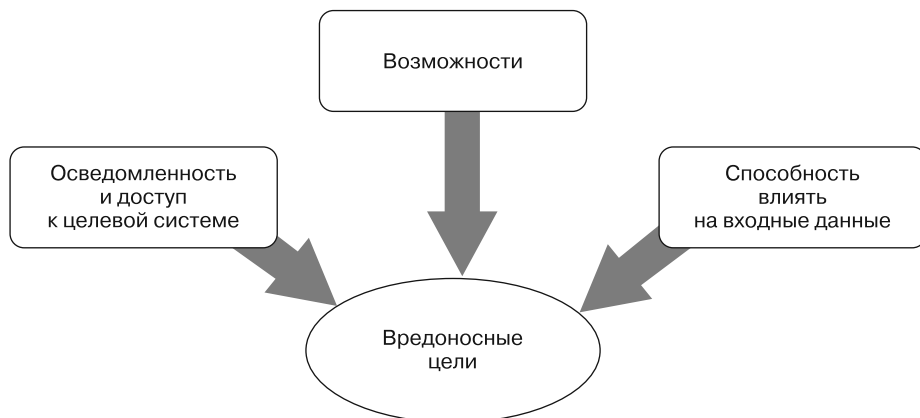 Возможности
Осведомленность
и доступ
к целевой системе
Способность
влиять
на входные данные
Вредоносные
цели